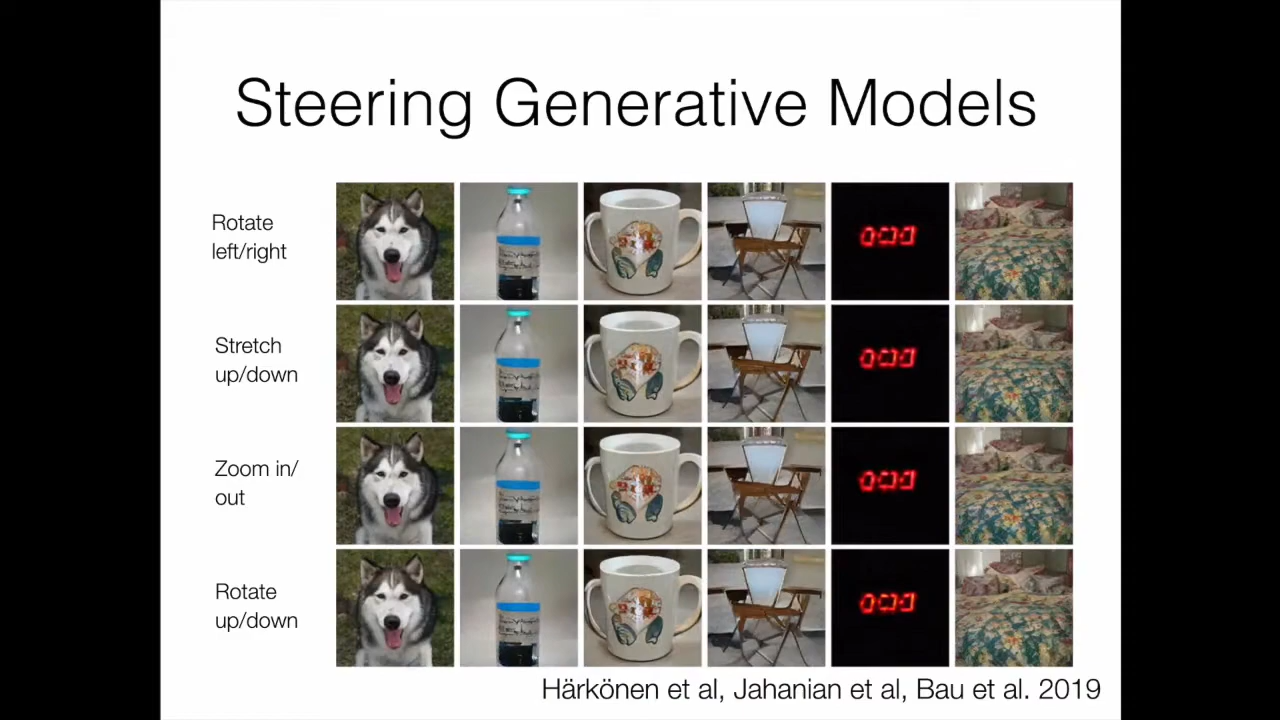 Steering Generative Models
Rotate
left/right
Stretch
up/down
Zoom in/
out
Rotate
up/down
Härkönen et al, Jahanian et al, Bau et al. 2019